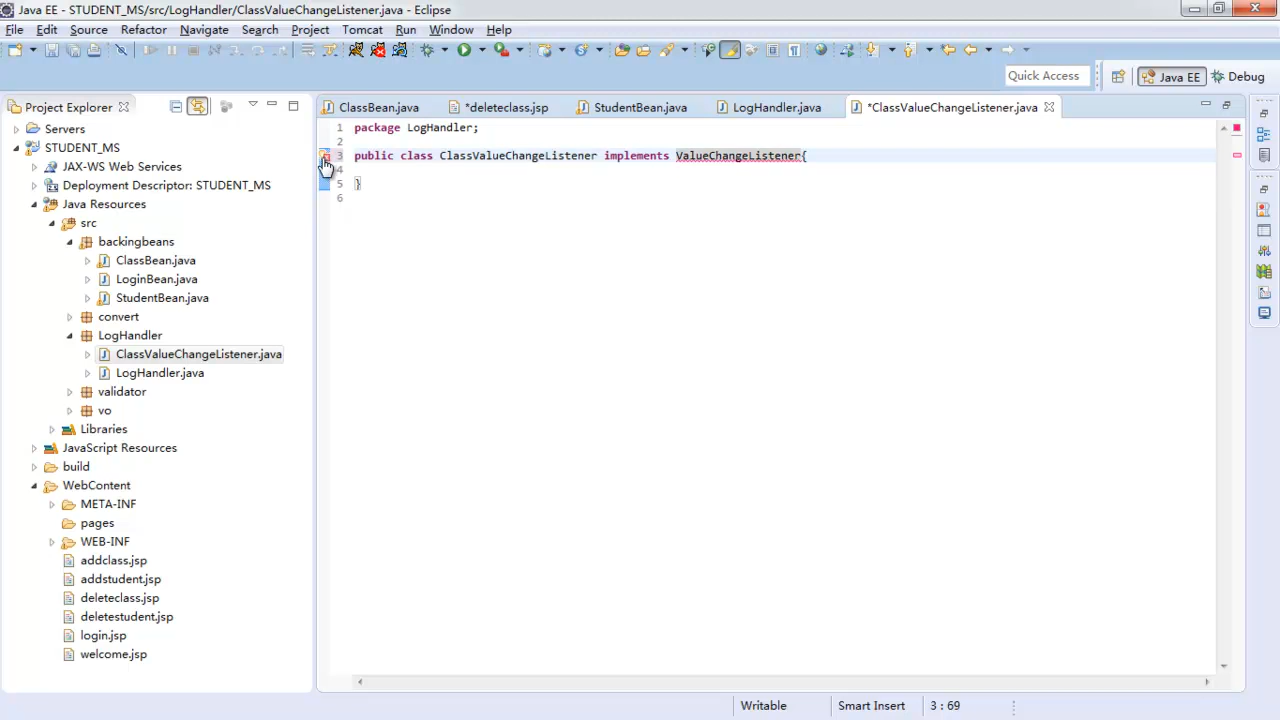 Java EE - STUDENT_MS/src/LogHandler/ClassValueChangeListener.java - Eclipse
File Edit Source Refactor Navigate Search Project Tomcat Run Window Help
Quick Access
Java EE
Debug
Project Explorer
ClassBean.java
*deleteclass.jsp
StudentBean.java
LogHandler.java
*ClassValueChangeListener.java
Servers
STUDENT_MS
JAX-WS Web Services
Deployment Descriptor: STUDENT_MS
Java Resources
src
backingbeans
ClassBean.java
LoginBean.java
StudentBean.java
convert
LogHandler
ClassValueChangeListener.java
LogHandler.java
validator
vo
Libraries
JavaScript Resources
build
WebContent
META-INF
pages
WEB-INF
addclass.jsp
addstudent.jsp
deleteclass.jsp
deletestudent.jsp
login.jsp
welcome.jsp
1 package LogHandler;
2
3 public class ClassValueChangeListener implements ValueChangeListener{
4
5 }
6
Writable
Smart Insert
3 : 69